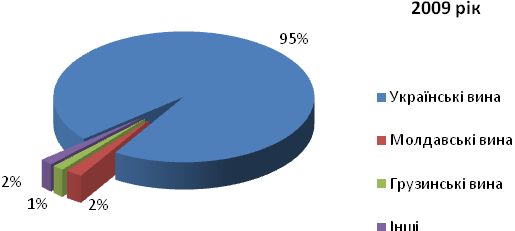 2009 рік
95%
Українські вина
Молдавські вина
Грузинські вина
Інші
2%
1%
2%